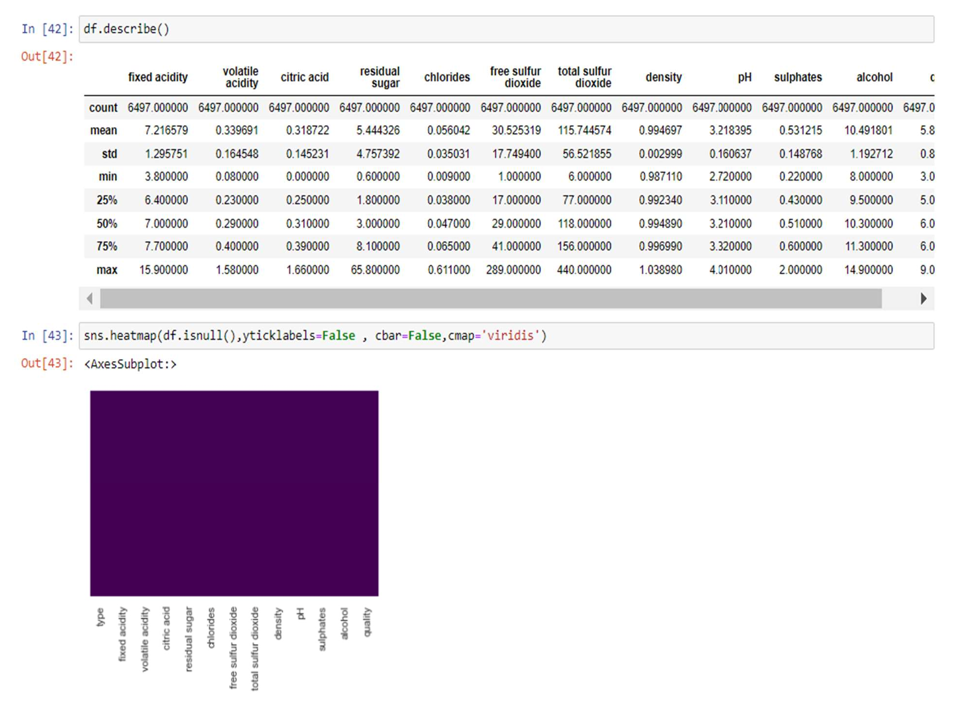 In [42]: df.describe()
Out[42]:
fixed acidity volatile acidity citric acid residual sugar chlorides free sulfur dioxide total sulfur dioxide density pH sulphates alcohol
count 6497.000000 6497.000000 6497.000000 6497.000000 6497.000000 6497.000000 6497.000000 6497.000000 6497.000000 6497.000000 6497.000000 6497.0
mean 7.216579 0.339691 0.318722 5.444326 0.056042 30.525319 115.744574 0.994697 3.218395 0.531215 10.491801 5.8
std 1.295751 0.164548 0.145231 4.757392 0.035031 17.749400 56.521855 0.002999 0.160637 0.148768 1.192712 0.8
min 3.800000 0.080000 0.000000 0.600000 0.009000 1.000000 6.000000 0.987110 2.720000 0.220000 8.000000 3.0
25% 6.400000 0.230000 0.250000 1.800000 0.038000 17.000000 77.000000 0.992340 3.110000 0.430000 9.500000 5.0
50% 7.000000 0.290000 0.310000 3.000000 0.047000 29.000000 118.000000 0.994890 3.210000 0.510000 10.300000 6.0
75% 7.700000 0.400000 0.390000 8.100000 0.065000 41.000000 156.000000 0.996990 3.320000 0.600000 11.300000 6.0
max 15.900000 1.580000 1.660000 65.800000 0.611000 289.000000 440.000000 1.038980 4.010000 2.000000 14.900000 9.0
In [43]: sns.heatmap(df.isnull(),yticklabels=False , cbar=False,cmap='viridis')
Out[43]: <AxesSubplot:>
type
fixed acidity
volatile acidity
citric acid
residual sugar
chlorides
free sulfur dioxide
total sulfur dioxide
density
pH
sulphates
alcohol
quality